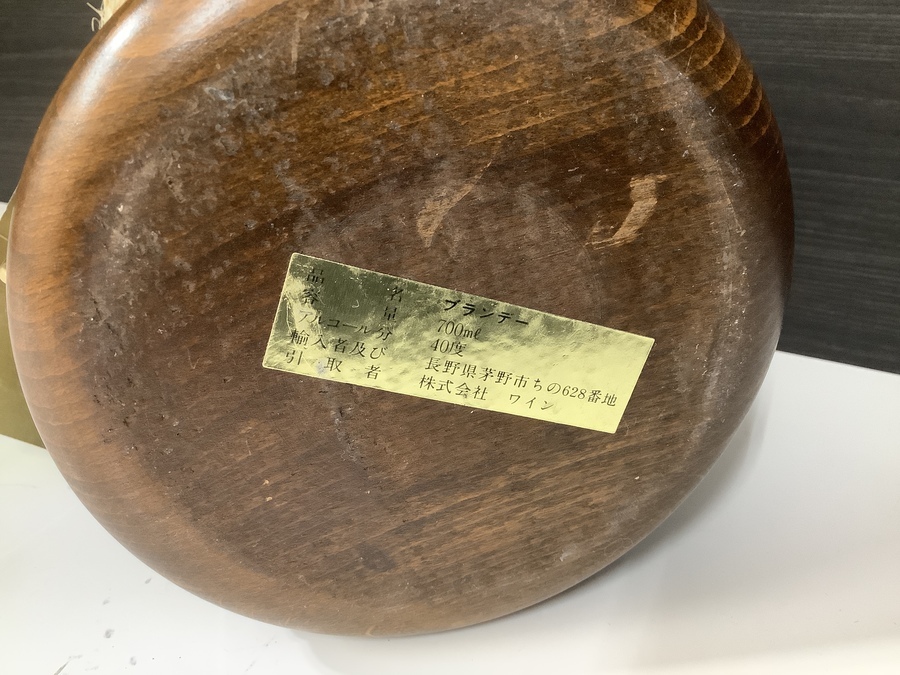 品名 ブランデー
容量 700ml
アルコール分 40度
輸入者及び 長野県茅野市ちの628番地
引取者 株式会社 ワイン